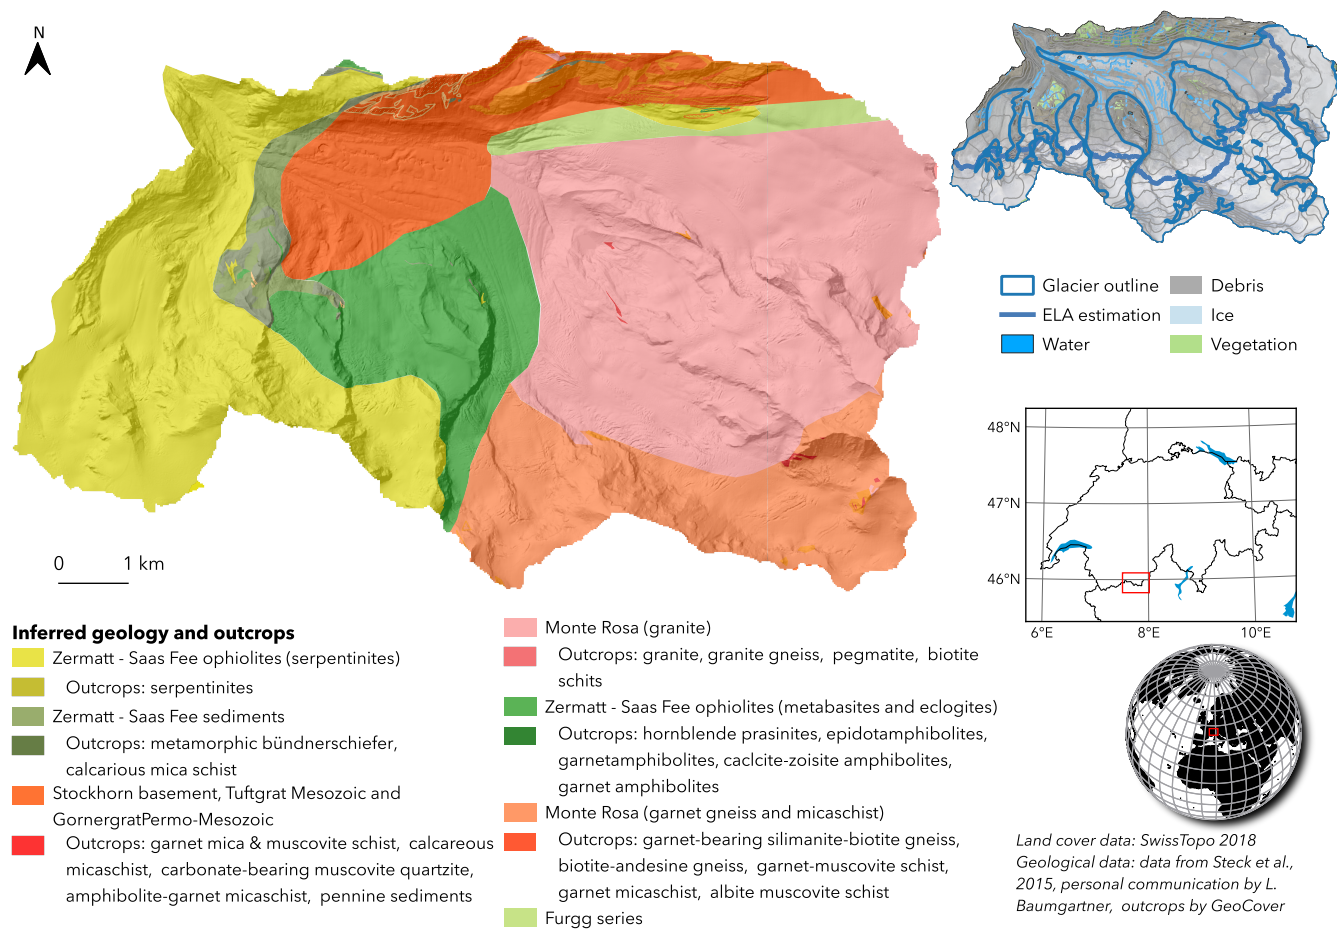 N
0 1 km
Inferred geology and outcrops
Zermatt - Saas Fee ophiolites (serpentinites)
Outcrops: serpentinites
Zermatt - Saas Fee sediments
Outcrops: metamorphic bündnerschiefer,
calcarious mica schist
Stockhorn basement, Tuftgrat Mesozoic and
GornergratPermo-Mesozoic
Outcrops: garnet mica & muscovite schist, calcareous
micaschist, carbonate-bearing muscovite quartzite,
amphibolite-garnet micaschist, pennine sediments
Monte Rosa (granite)
Outcrops: granite, granite gneiss, pegmatite, biotite
schits
Zermatt - Saas Fee ophiolites (metabasites and eclogites)
Outcrops: hornblende prasinites, epidotamphibolites,
garnetamphibolites, caclcite-zoisite amphibolites,
garnet amphibolites
Monte Rosa (garnet gneiss and micaschist)
Outcrops: garnet-bearing silimanite-biotite gneiss,
biotite-andesine gneiss, garnet-muscovite schist,
garnet micaschist, albite muscovite schist
Furgg series
Glacier outline
ELA estimation
Water
Debris
Ice
Vegetation
48°N
47°N
46°N
6°E 8°E 10°E
Land cover data: SwissTopo 2018
Geological data: data from Steck et al.,
2015, personal communication by L.
Baumgartner, outcrops by GeoCover